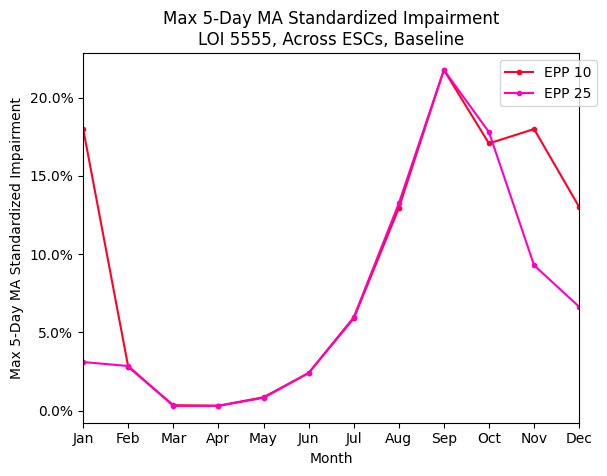 Max 5-Day MA Standardized Impairment
LOI 5555, Across ESCs, Baseline
EPP 10
EPP 25
Max 5-Day MA Standardized Impairment
20.0%
15.0%
10.0%
5.0%
0.0%
Jan Feb Mar Apr May Jun Jul Aug Sep Oct Nov Dec
Month